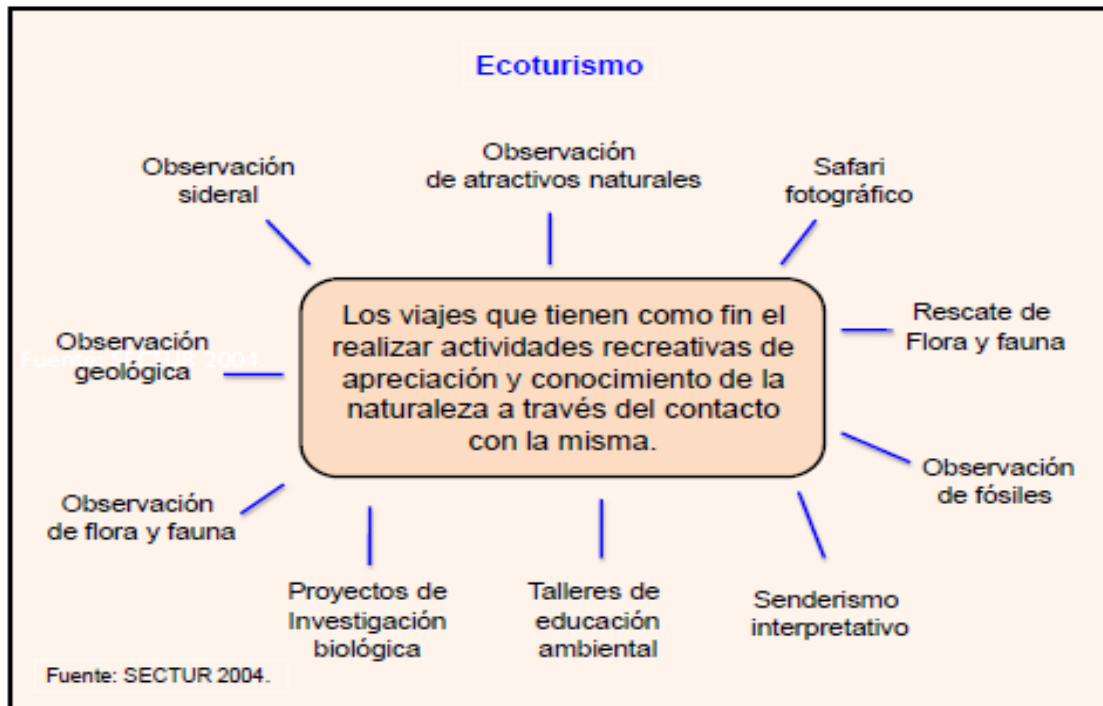 Ecoturismo
Observación
sideral
Observación
de atractivos naturales
Safari
fotográfico
Los viajes que tienen como fin el
realizar actividades recreativas de
apreciación y conocimiento de la
naturaleza a través del contacto
con la misma.
Rescate de
Flora y fauna
Observación
geológica
Fuente: SECTUR 2004.
Observación
de fósiles
Observación
de flora y fauna
Proyectos de
Investigación
biológica
Talleres de
educación
ambiental
Senderismo
interpretativo
Fuente: SECTUR 2004.